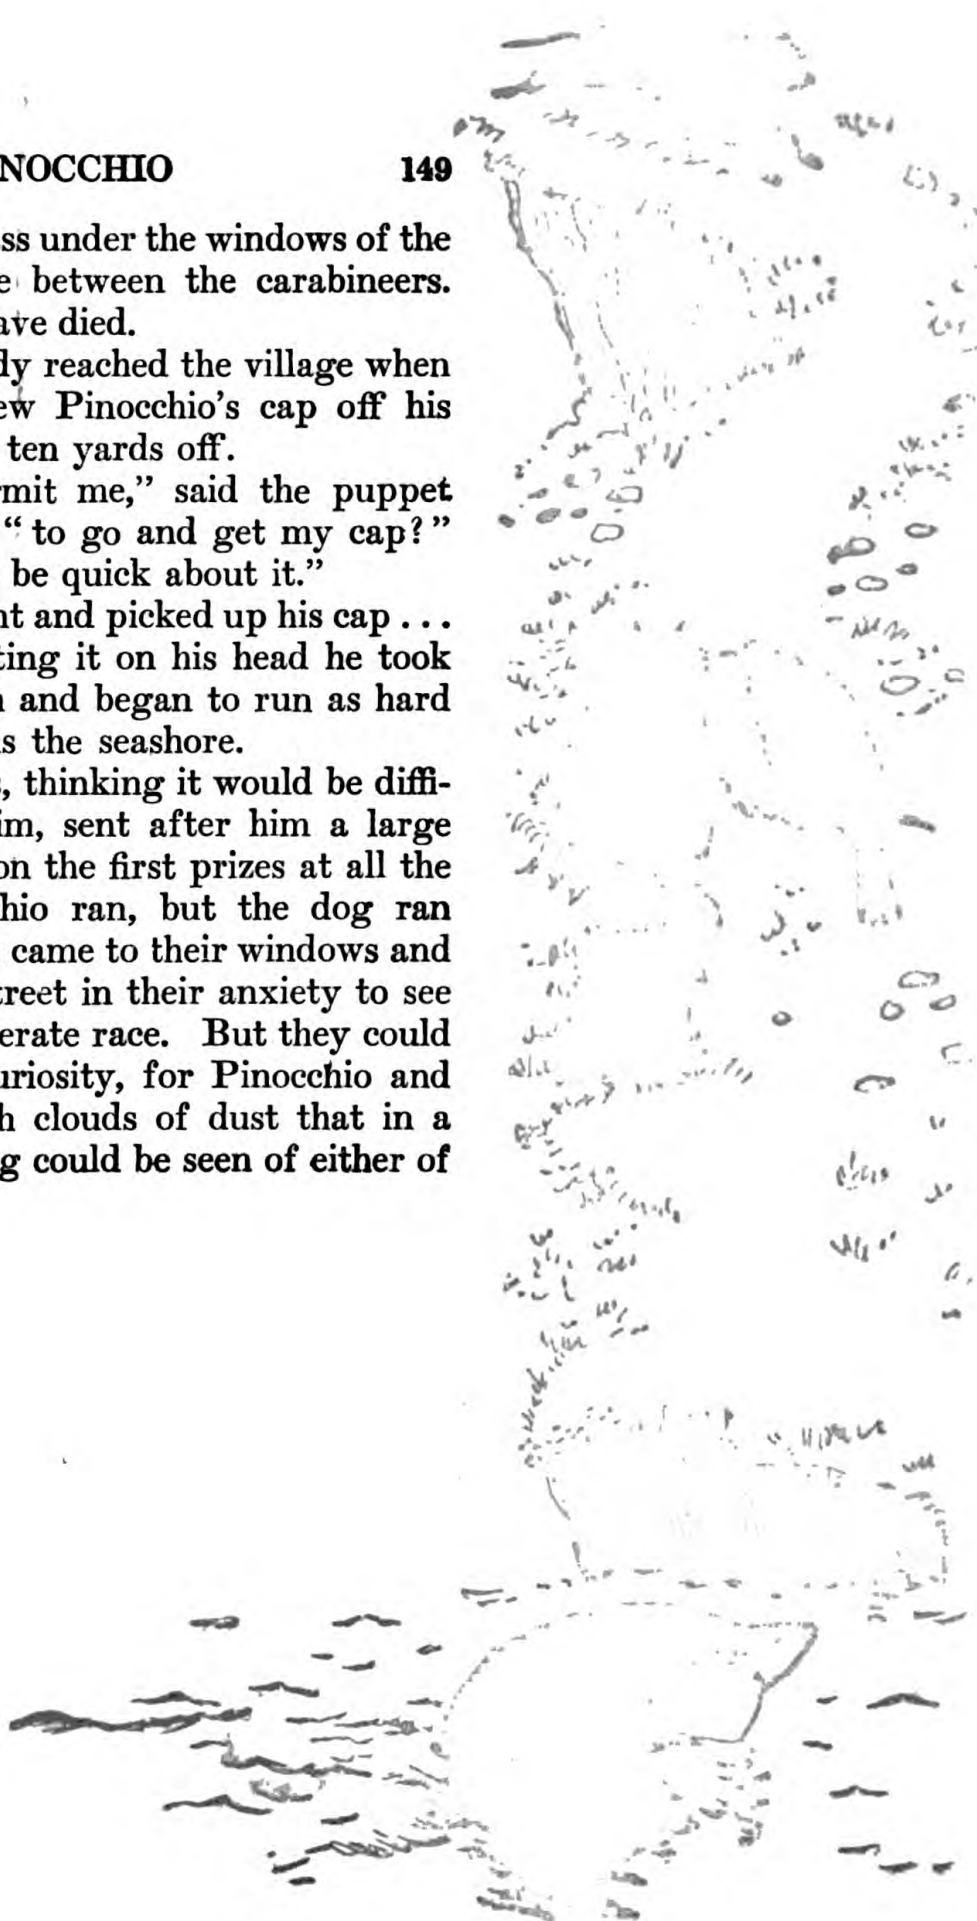 NOCCHIO 149
ss under the windows of the
e between the carabineers.
ave died.
dy reached the village when
ew Pinocchio's cap off his
ten yards off.
mit me,” said the puppet
“ to go and get my cap? ”
be quick about it.”
nt and picked up his cap . . .
ting it on his head he took
n and began to run as hard
s the seashore.
, thinking it would be diffi-
im, sent after him a large
on the first prizes at all the
hio ran, but the dog ran
came to their windows and
treet in their anxiety to see
erate race. But they could
uriosity, for Pinocchio and
h clouds of dust that in a
g could be seen of either of